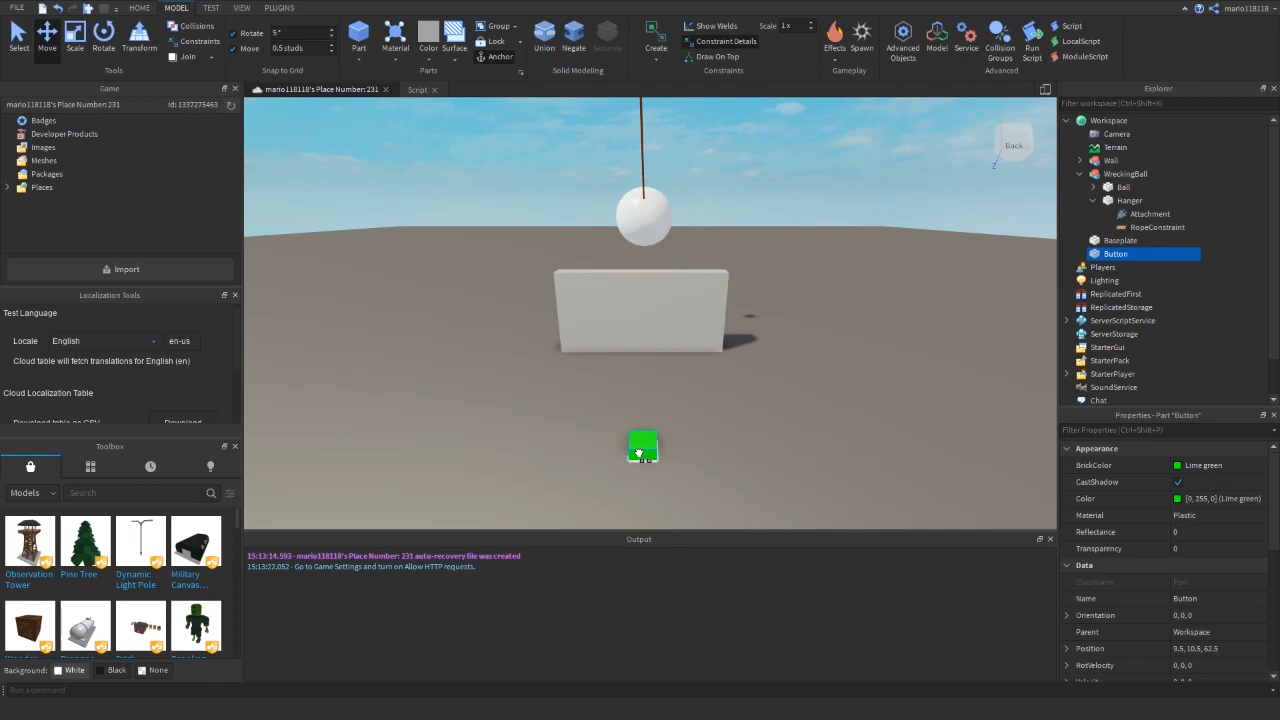 FILE HOME MODEL TEST VIEW PLUGINS mario118118
Select Move Scale Rotate Transform
Collisions
Constraints
Join
Tools
Rotate 5°
Move 0.5 studs
Snap to Grid
Part Material Color Surface
Group
Lock
Anchor
Parts
Union Negate Separate
Solid Modeling
Create
Show Welds Scale 1 x
Constraint Details
Draw On Top
Constraints
Effects Spawn
Gameplay
Advanced Objects Model Service Collision Groups Run Script
Script
LocalScript
ModuleScript
Advanced
Game
mario118118's Place Number: 231 Id: 1337275463
Badges
Developer Products
Images
Meshes
Packages
Places
Import
Localization Tools
Test Language
Locale English en-us
Cloud table will fetch translations for English (en)
Cloud Localization Table
Toolbox
Models Search
Observation Tower
Pine Tree
Dynamic Light Pole
Military Canvas...
Background: White Black None
Run a command
mario118118's Place Number: 231 Script
Back
Z
Output
15:13:14.593 - mario118118's Place Number: 231 auto-recovery file was created
15:13:22.052 - Go to Game Settings and turn on Allow HTTP requests.
Explorer
Filter workspace (Ctrl+Shift+X)
Workspace
Camera
Terrain
Wall
WreckingBall
Ball
Hanger
Attachment
RopeConstraint
Baseplate
Button
Players
Lighting
ReplicatedFirst
ReplicatedStorage
ServerScriptService
ServerStorage
StarterGui
StarterPack
StarterPlayer
SoundService
Chat
Properties - Part "Button"
Filter Properties (Ctrl+Shift+P)
Appearance
BrickColor Lime green
CastShadow
Color [0, 255, 0] (Lime green)
Material Plastic
Reflectance 0
Transparency 0
Data
ClassName Part
Name Button
Orientation 0, 0, 0
Parent Workspace
Position 9.5, 10.5, 62.5
RotVelocity 0, 0, 0